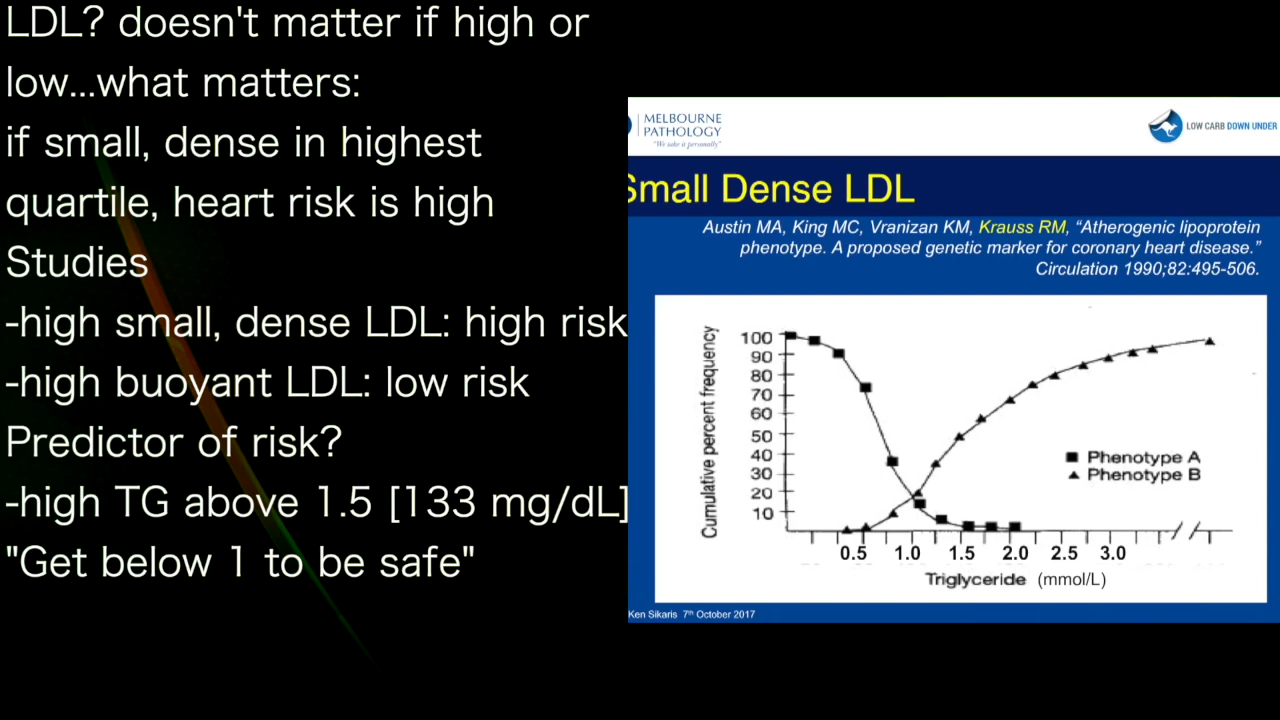 LDL? doesn't matter if high or
low...what matters:
if small, dense in highest
quartile, heart risk is high
Studies
-high small, dense LDL: high risk
-high buoyant LDL: low risk
Predictor of risk?
-high TG above 1.5 [133 mg/dL]
"Get below 1 to be safe"
MELBOURNE
PATHOLOGY
"We take it personally"
LOW CARB DOWN UNDER
Small Dense LDL
Austin MA, King MC, Vranizan KM, Krauss RM, "Atherogenic lipoprotein
phenotype. A proposed genetic marker for coronary heart disease."
Circulation 1990;82:495-506.
Cumulative percent frequency
100
90
80
70
60
50
40
30
20
10
Phenotype A
Phenotype B
0.5 1.0 1.5 2.0 2.5 3.0
Triglyceride (mmol/L)
Ken Sikaris 7th October 2017